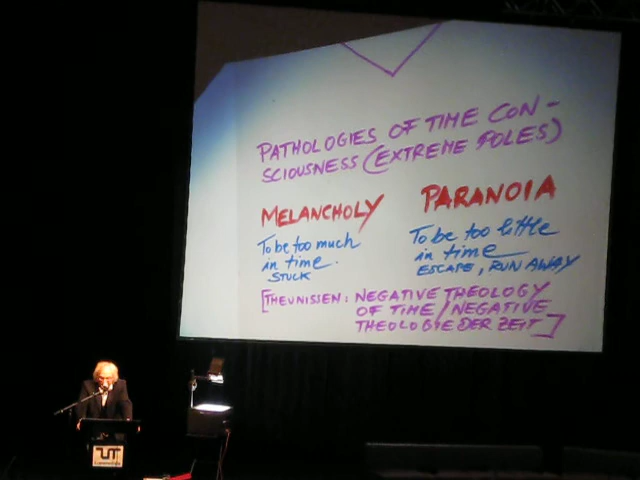 PATHOLOGIES OF TIME CON-
SCIOUSNESS (EXTREME POLES)
MELANCHOLY
To be too much
in time.
STUCK
PARANOIA
To be too little
in time
ESCAPE, RUN AWAY
[THEUNISSEN: NEGATIVE THEOLOGY
OF TIME/NEGATIVE
THEOLOGIE DER ZEIT]